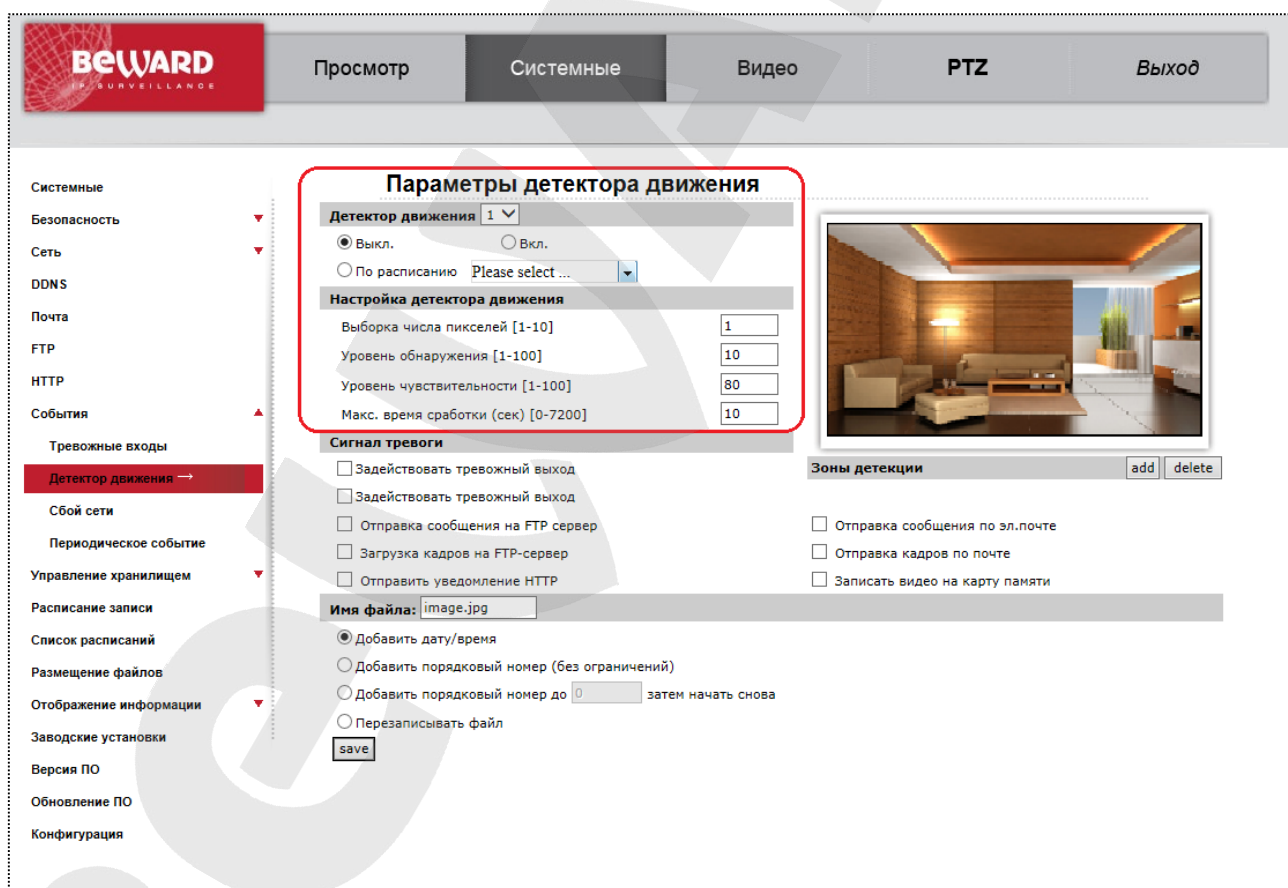 BEWARD
IP SURVEILLANCE
Просмотр
Системные
Видео
PTZ
Выход
Системные
Безопасность
Сеть
DDNS
Почта
FTP
HTTP
События
Тревожные входы
Детектор движения →
Сбой сети
Периодическое событие
Управление хранилищем
Расписание записи
Список расписаний
Размещение файлов
Отображение информации
Заводские установки
Версия ПО
Обновление ПО
Конфигурация
Параметры детектора движения
Детектор движения 1
Выкл. Вкл.
По расписанию Please select ...
Настройка детектора движения
Выборка числа пикселей [1-10] 1
Уровень обнаружения [1-100] 10
Уровень чувствительности [1-100] 80
Макс. время сработки (сек) [0-7200] 10
Сигнал тревоги
Задействовать тревожный выход
Задействовать тревожный выход
Отправка сообщения на FTP сервер
Загрузка кадров на FTP-сервер
Отправить уведомление HTTP
Зоны детекции add delete
Отправка сообщения по эл.почте
Отправка кадров по почте
Записать видео на карту памяти
Имя файла: image.jpg
Добавить дату/время
Добавить порядковый номер (без ограничений)
Добавить порядковый номер до 0 затем начать снова
Перезаписывать файл
save